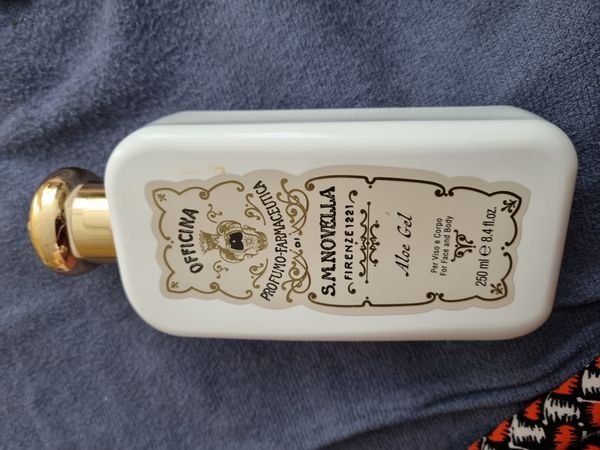 OFFICINA
PROFUMO-FARMACEUTICA
DI
S.M.NOVELLA
FIRENZE 1221
Aloe Gel
Per Viso e Corpo
For Face and Body
250 ml e 8.4 fl.oz.